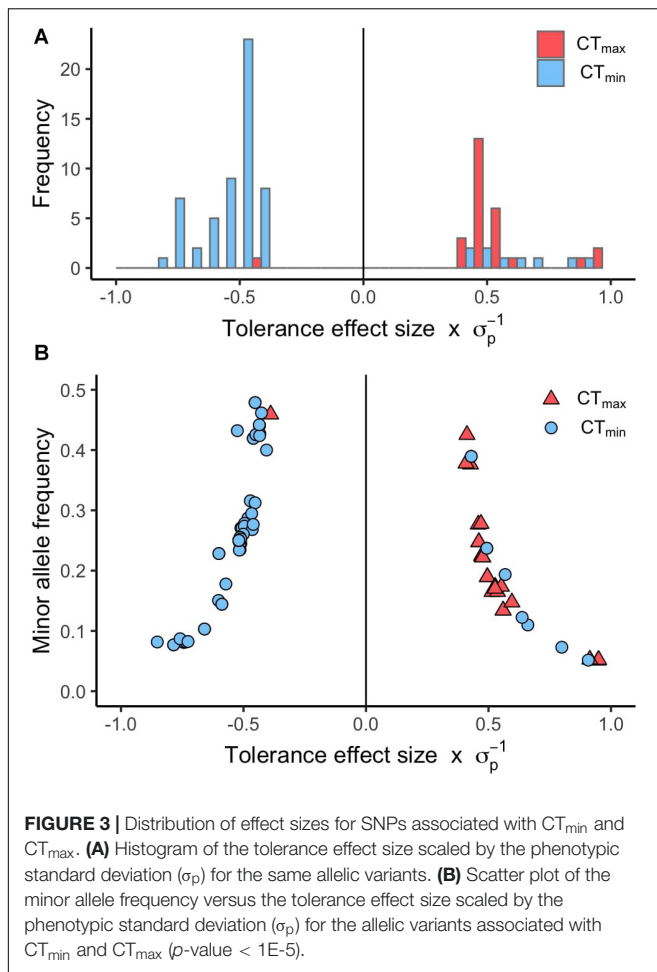 A
CTmax
CTmin
Frequency
20
15
10
5
0
-1.0 -0.5 0.0 0.5 1.0
Tolerance effect size x σp⁻¹
B
CTmax
CTmin
Minor allele frequency
0.5
0.4
0.3
0.2
0.1
0.0
-1.0 -0.5 0.0 0.5 1.0
Tolerance effect size x σp⁻¹
FIGURE 3 | Distribution of effect sizes for SNPs associated with CTmin and
CTmax. (A) Histogram of the tolerance effect size scaled by the phenotypic
standard deviation (σp) for the same allelic variants. (B) Scatter plot of the
minor allele frequency versus the tolerance effect size scaled by the
phenotypic standard deviation (σp) for the allelic variants associated with
CTmin and CTmax (p-value < 1E-5).